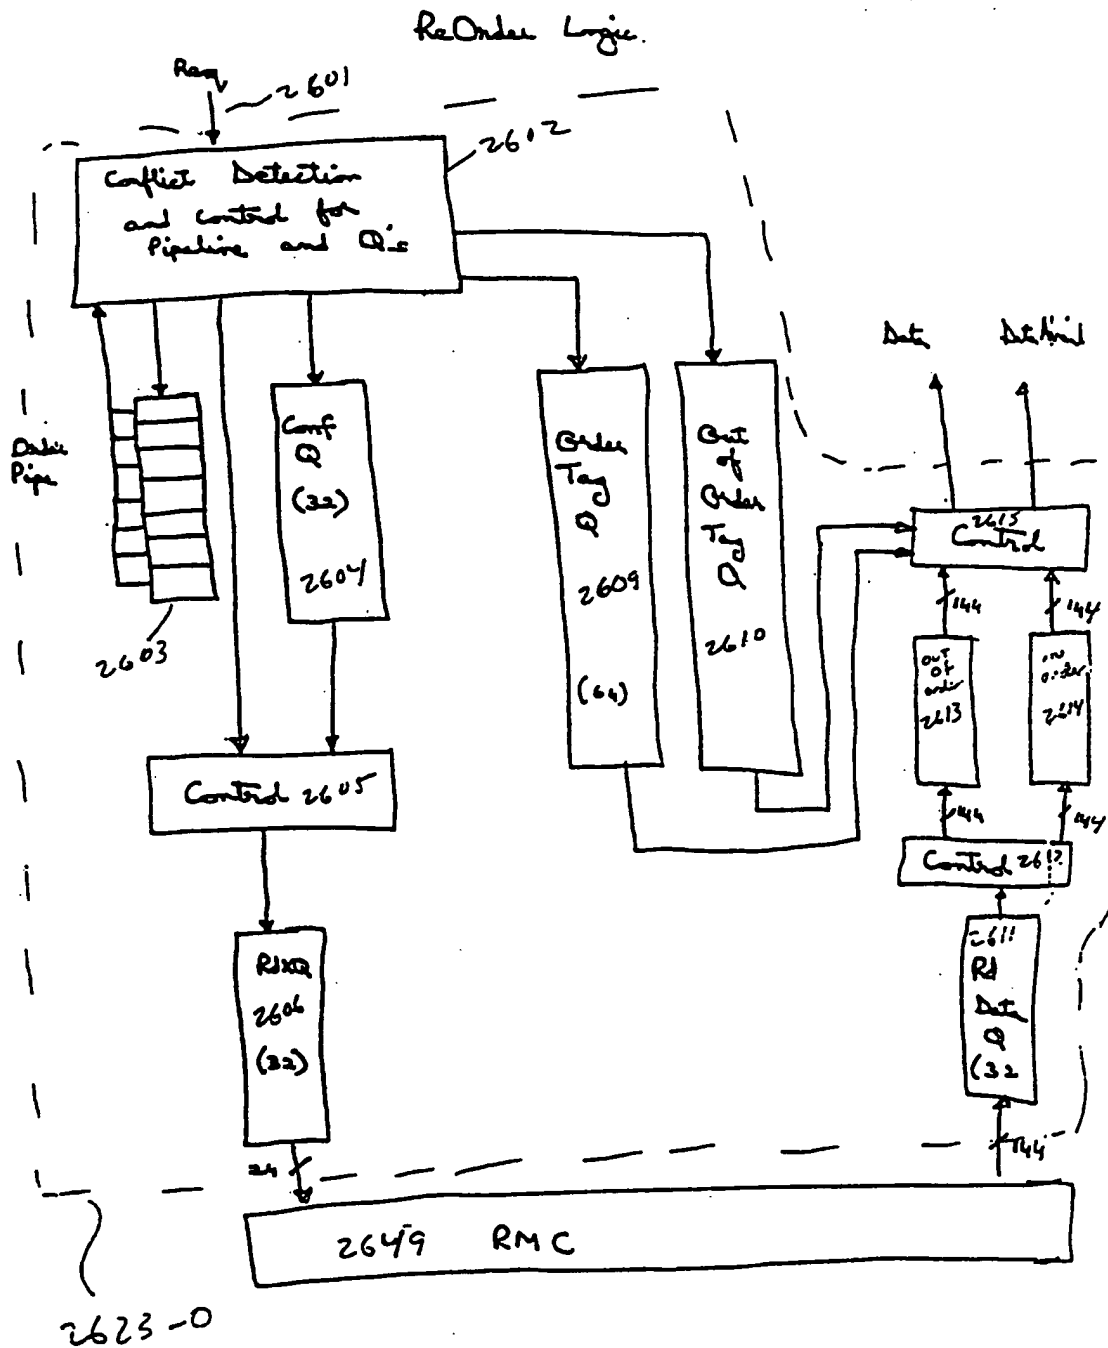 ReOrder Logic
Req
2601
2602
Conflict Detection
and control for
Pipeline and Q's
Data
Data Arrival
Pipe
Conf
Q
(32)
2604
2603
Order
Tag
Q
2609
(64)
Out
of
Order
Tag
Q
2610
2615
Control
144
144
out
of
order
2613
in
order
2614
Control 2605
144
144
Control 2612
2611
Rd
Data
Q
(32
2606
(32)
24
144
2649 RMC
2623-0